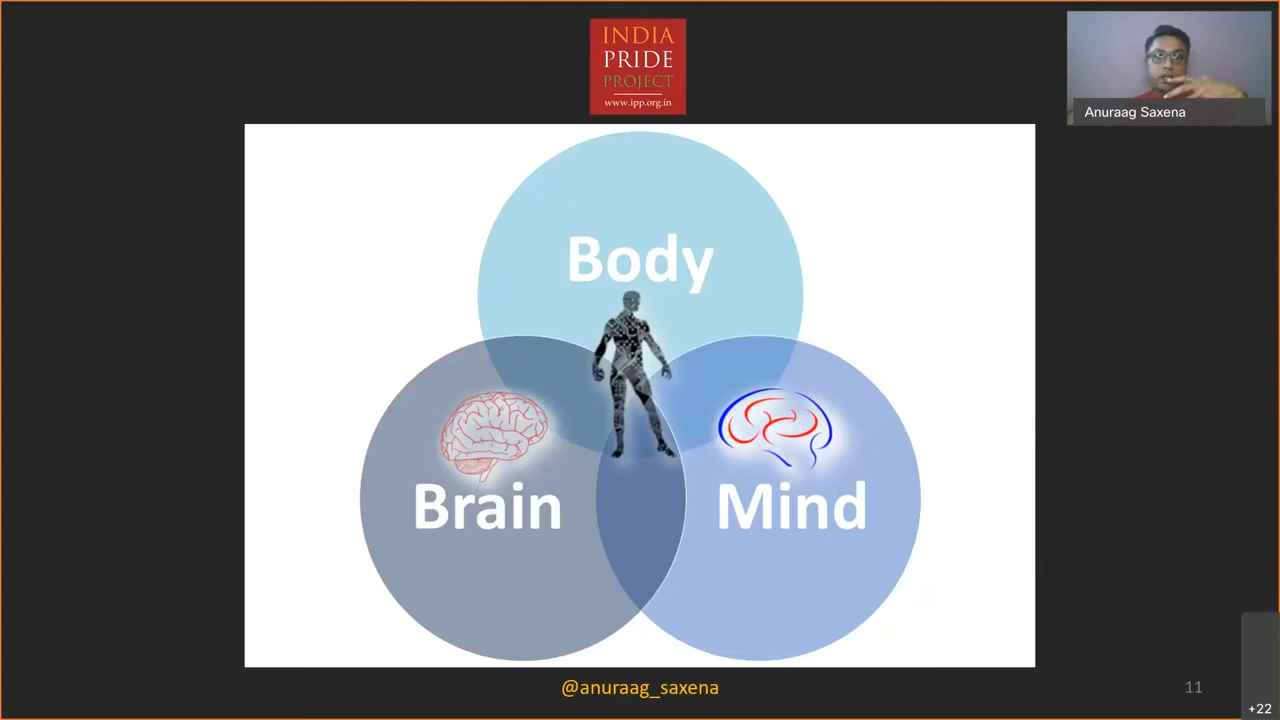 INDIA
PRIDE
PROJECT
www.ipp.org.in
Anuraag Saxena
Body
Brain
Mind
@anuraag_saxena
11
+22